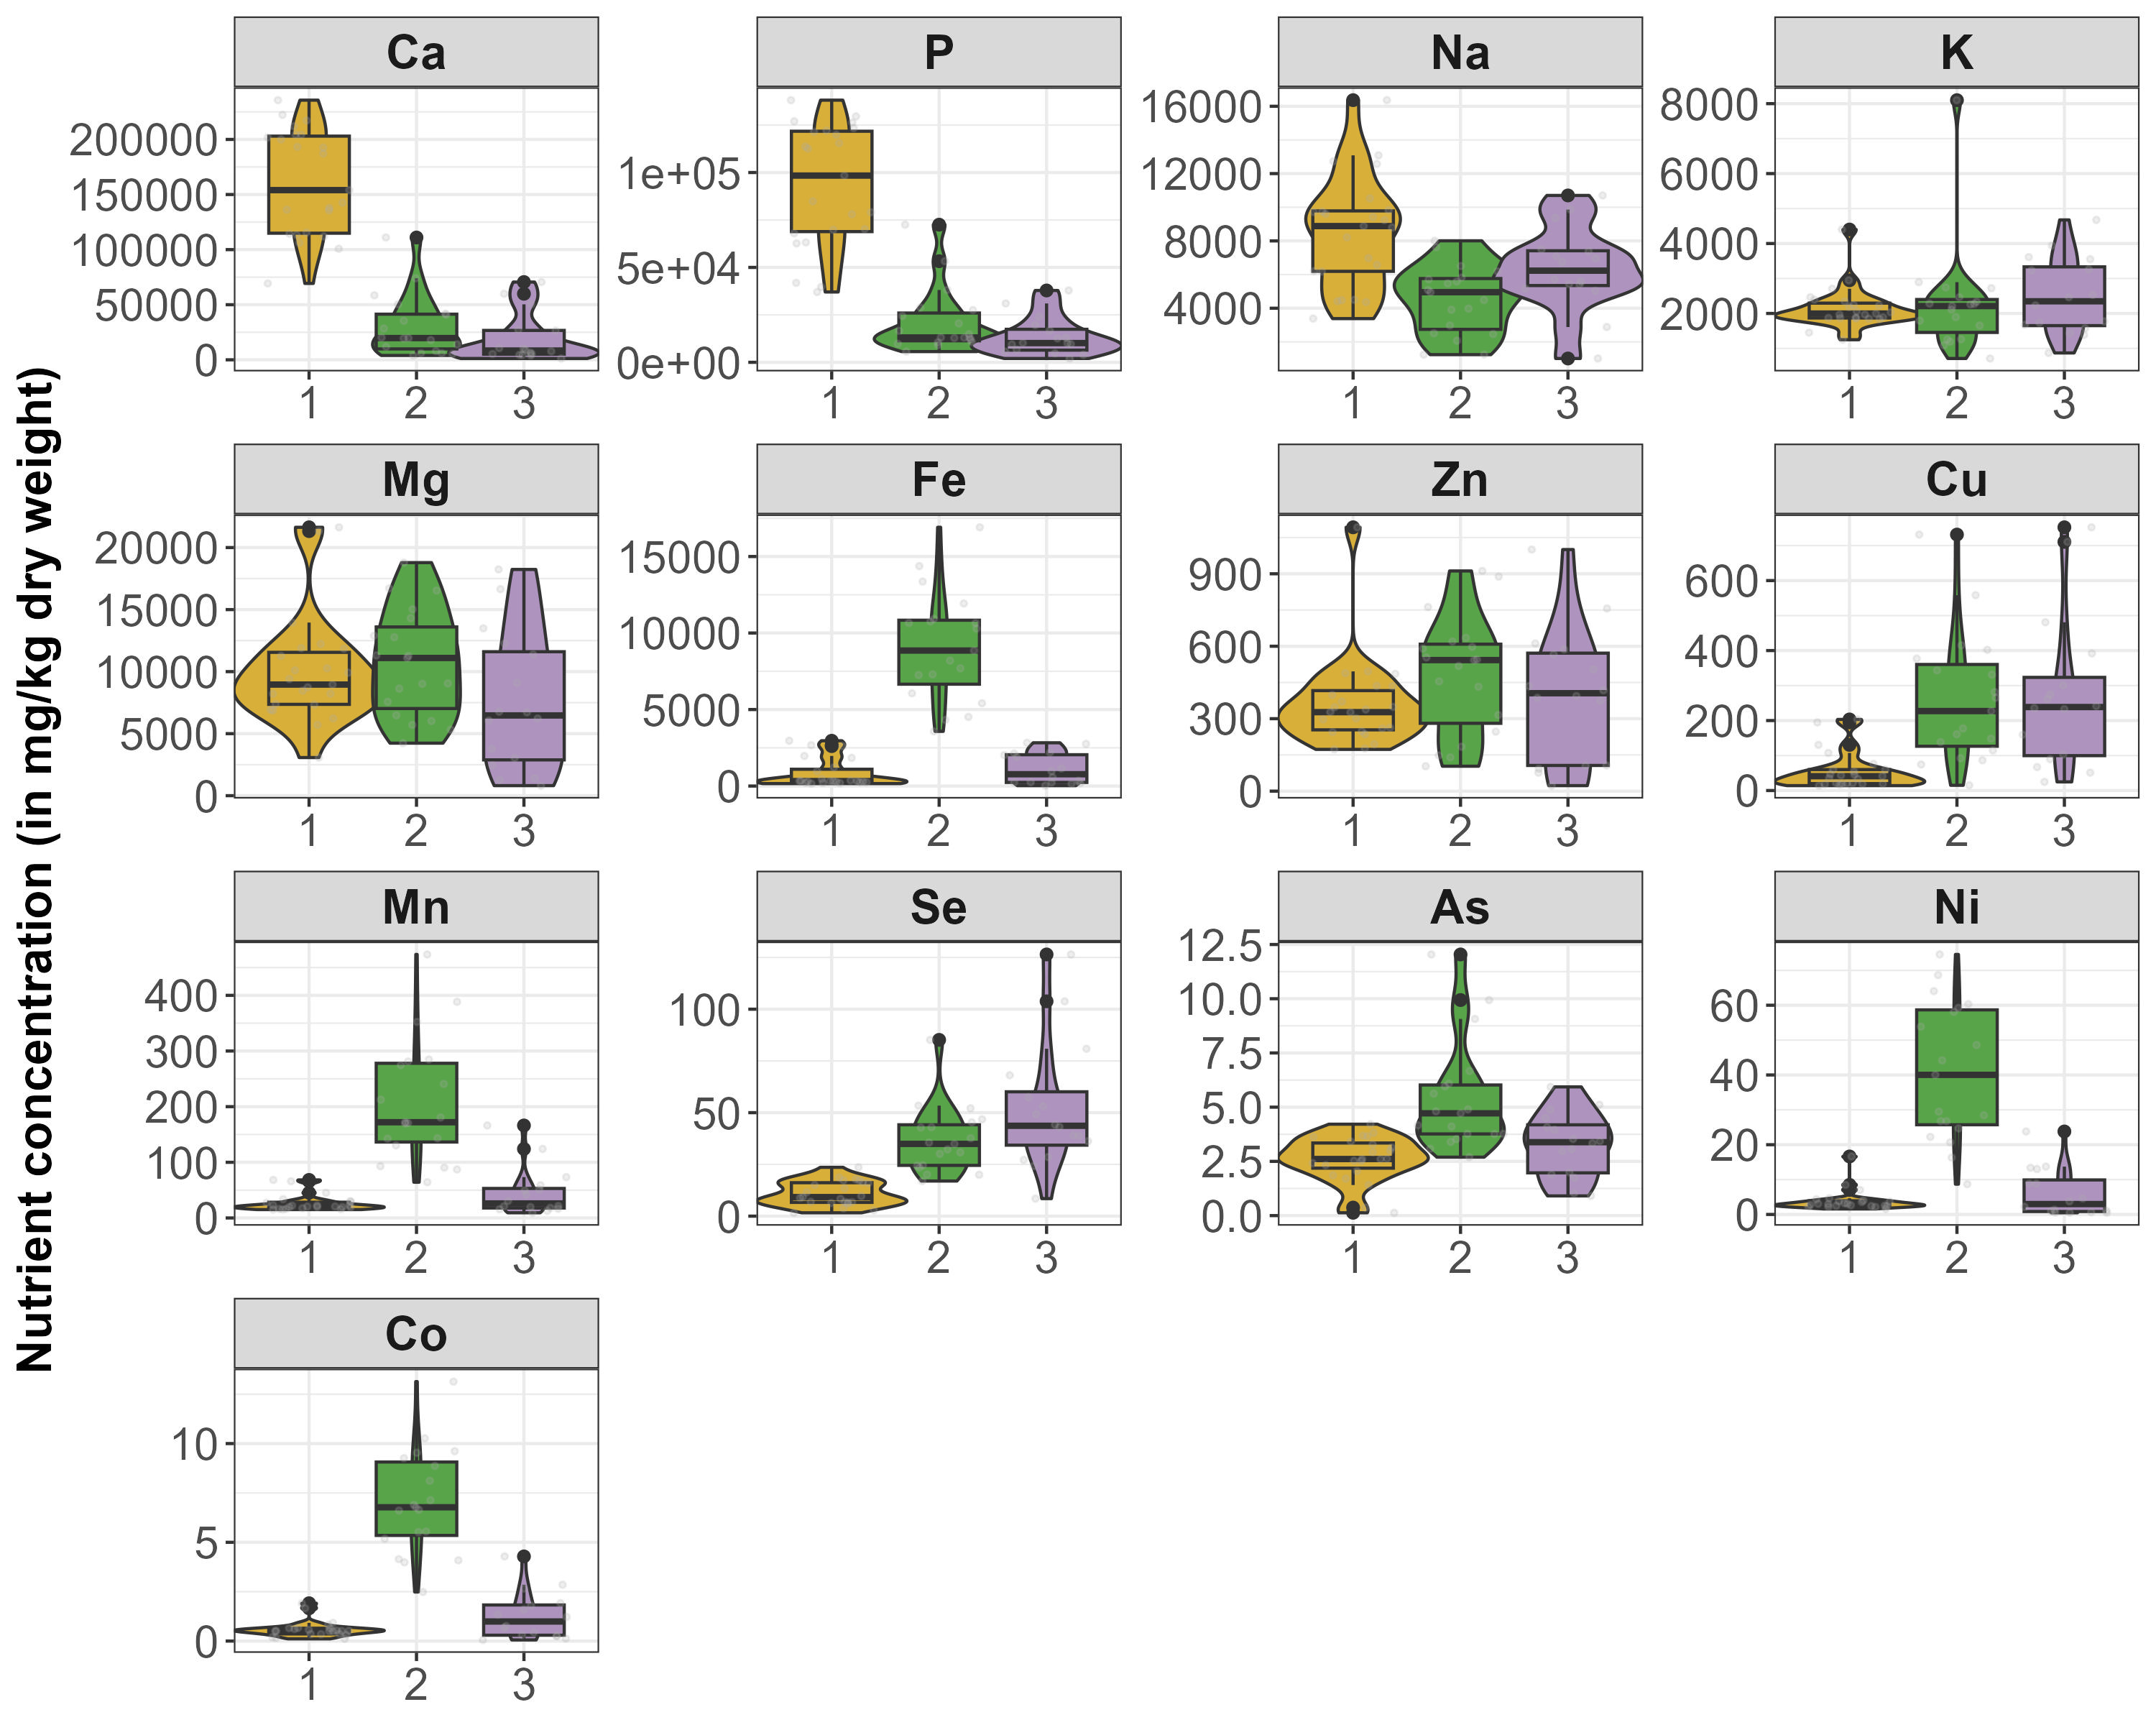 Nutrient concentration (in mg/kg dry weight)
Ca
200000
150000
100000
50000
0
1 2 3
P
1e+05
5e+04
0e+00
1 2 3
Na
16000
12000
8000
4000
1 2 3
K
8000
6000
4000
2000
1 2 3
Mg
20000
15000
10000
5000
0
1 2 3
Fe
15000
10000
5000
0
1 2 3
Zn
900
600
300
0
1 2 3
Cu
600
400
200
0
1 2 3
Mn
400
300
200
100
0
1 2 3
Se
100
50
0
1 2 3
As
12.5
10.0
7.5
5.0
2.5
0.0
1 2 3
Ni
60
40
20
0
1 2 3
Co
10
5
0
1 2 3